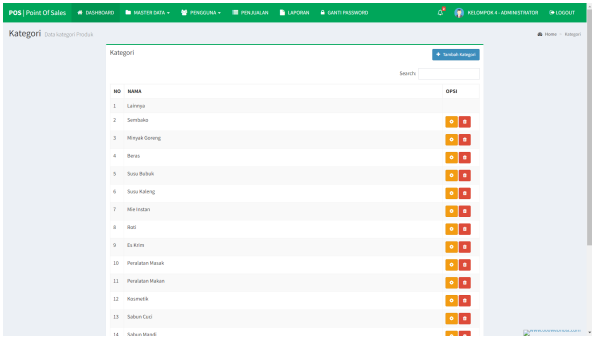 POS | Point Of Sales DASHBOARD MASTER DATA PENGGUNA PENJUALAN LAPORAN GANTI PASSWORD KELOMPOK 4 - ADMINISTRATOR LOGOUT
Kategori Data kategori Produk Home > Kategori
Kategori + Tambah Kategori
Search:
NO NAMA OPSI
1 Lainnya
2 Sembako
3 Minyak Goreng
4 Beras
5 Susu Bubuk
6 Susu Kaleng
7 Mie Instan
8 Roti
9 Es Krim
10 Peralatan Masak
11 Peralatan Makan
12 Kosmetik
13 Sabun Cuci
14 Sabun Mandi